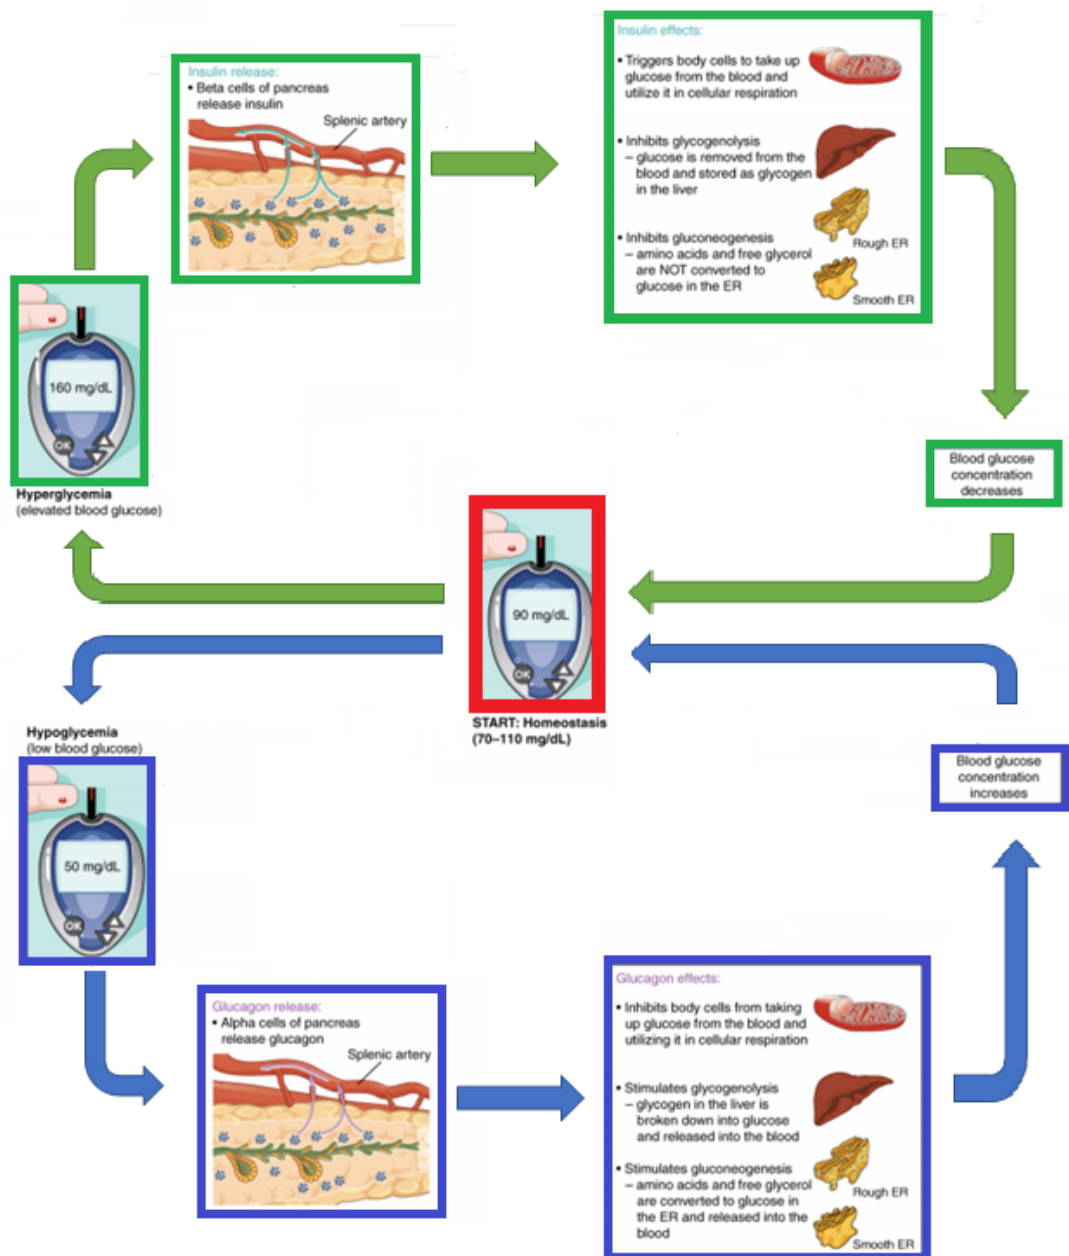 Insulin release:
• Beta cells of pancreas
release insulin
Splenic artery
Insulin effects:
• Triggers body cells to take up
glucose from the blood and
utilize it in cellular respiration
• Inhibits glycogenolysis
– glucose is removed from the
blood and stored as glycogen
in the liver
• Inhibits gluconeogenesis
– amino acids and free glycerol
are NOT converted to
glucose in the ER
Rough ER
Smooth ER
160 mg/dL
OK
Hyperglycemia
(elevated blood glucose)
Blood glucose
concentration
decreases
90 mg/dL
OK
START: Homeostasis
(70–110 mg/dL)
Hypoglycemia
(low blood glucose)
50 mg/dL
OK
Blood glucose
concentration
increases
Glucagon release:
• Alpha cells of pancreas
release glucagon
Splenic artery
Glucagon effects:
• Inhibits body cells from taking
up glucose from the blood and
utilizing it in cellular respiration
• Stimulates glycogenolysis
– glycogen in the liver is
broken down into glucose
and released into the blood
• Stimulates gluconeogenesis
– amino acids and free glycerol
are converted to glucose in
the ER and released into the
blood
Rough ER
Smooth ER